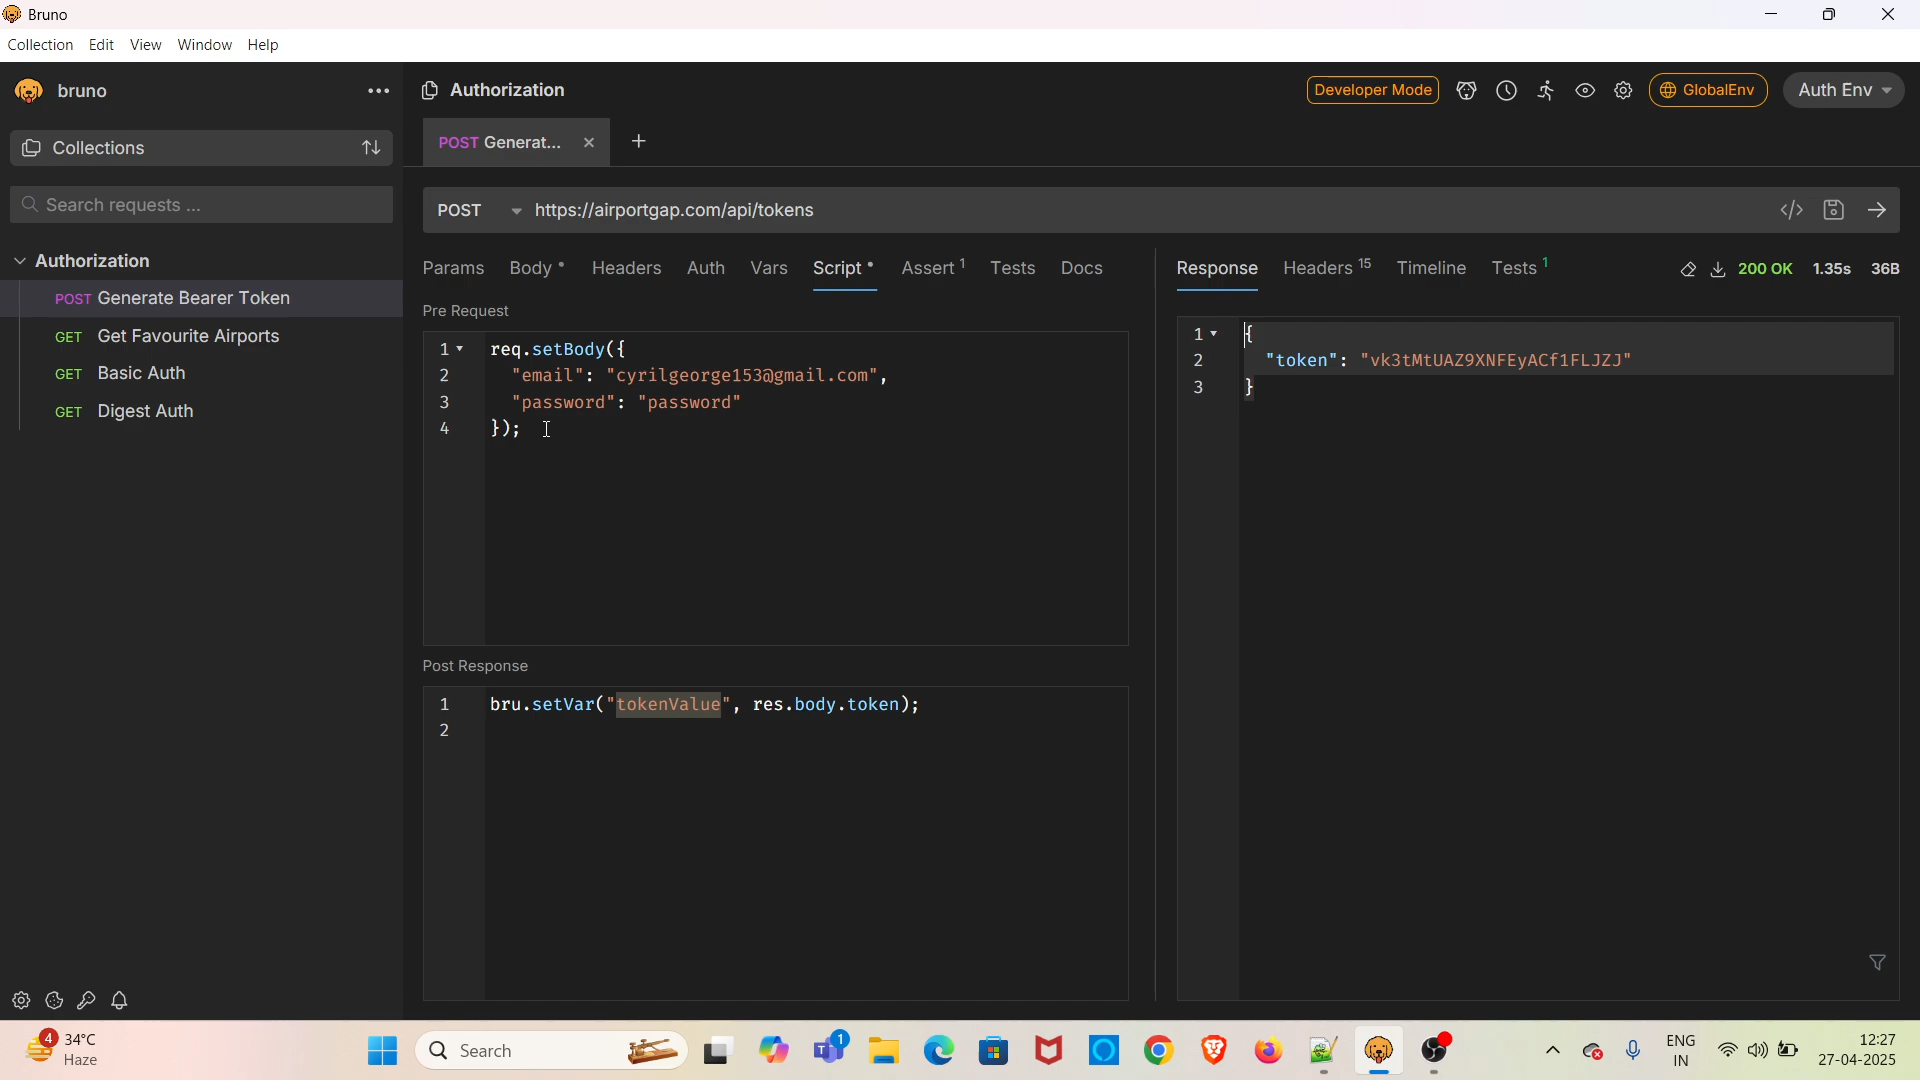 Bruno
Collection Edit View Window Help
bruno
Authorization
Developer Mode
GlobalEnv
Auth Env
Collections
POST Generat...
Search requests ...
POST https://airportgap.com/api/tokens
Authorization
POST Generate Bearer Token
GET Get Favourite Airports
GET Basic Auth
GET Digest Auth
Params Body Headers Auth Vars Script Assert 1 Tests Docs
Pre Request
1 req.setBody({
2 "email": "cyrilgeorge153@gmail.com",
3 "password": "password"
4 });
Post Response
1 bru.setVar("tokenValue", res.body.token);
2
Response Headers 15 Timeline Tests 1 200 OK 1.35s 36B
1 {
2 "token": "vk3tMtUAZ9XNFEyACf1FLJZJ"
3 }
4 34°C
Haze
Search
1
ENG
IN
12:27
27-04-2025